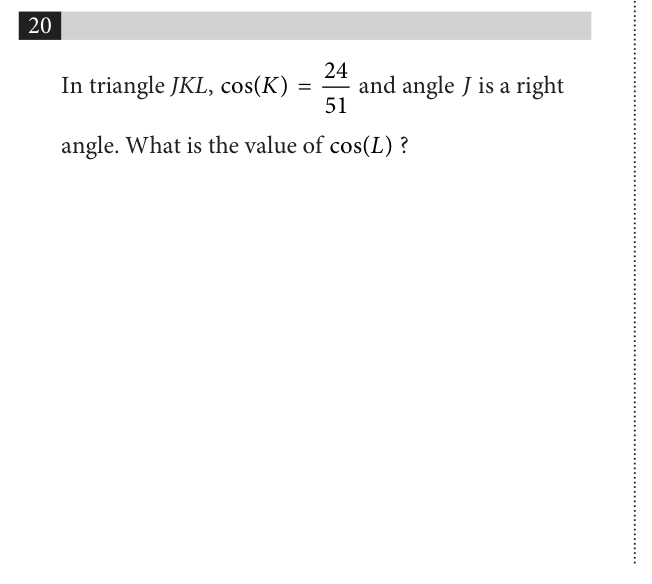 20
In triangle JKL, cos(K) = 24/51 and angle J is a right
angle. What is the value of cos(L) ?